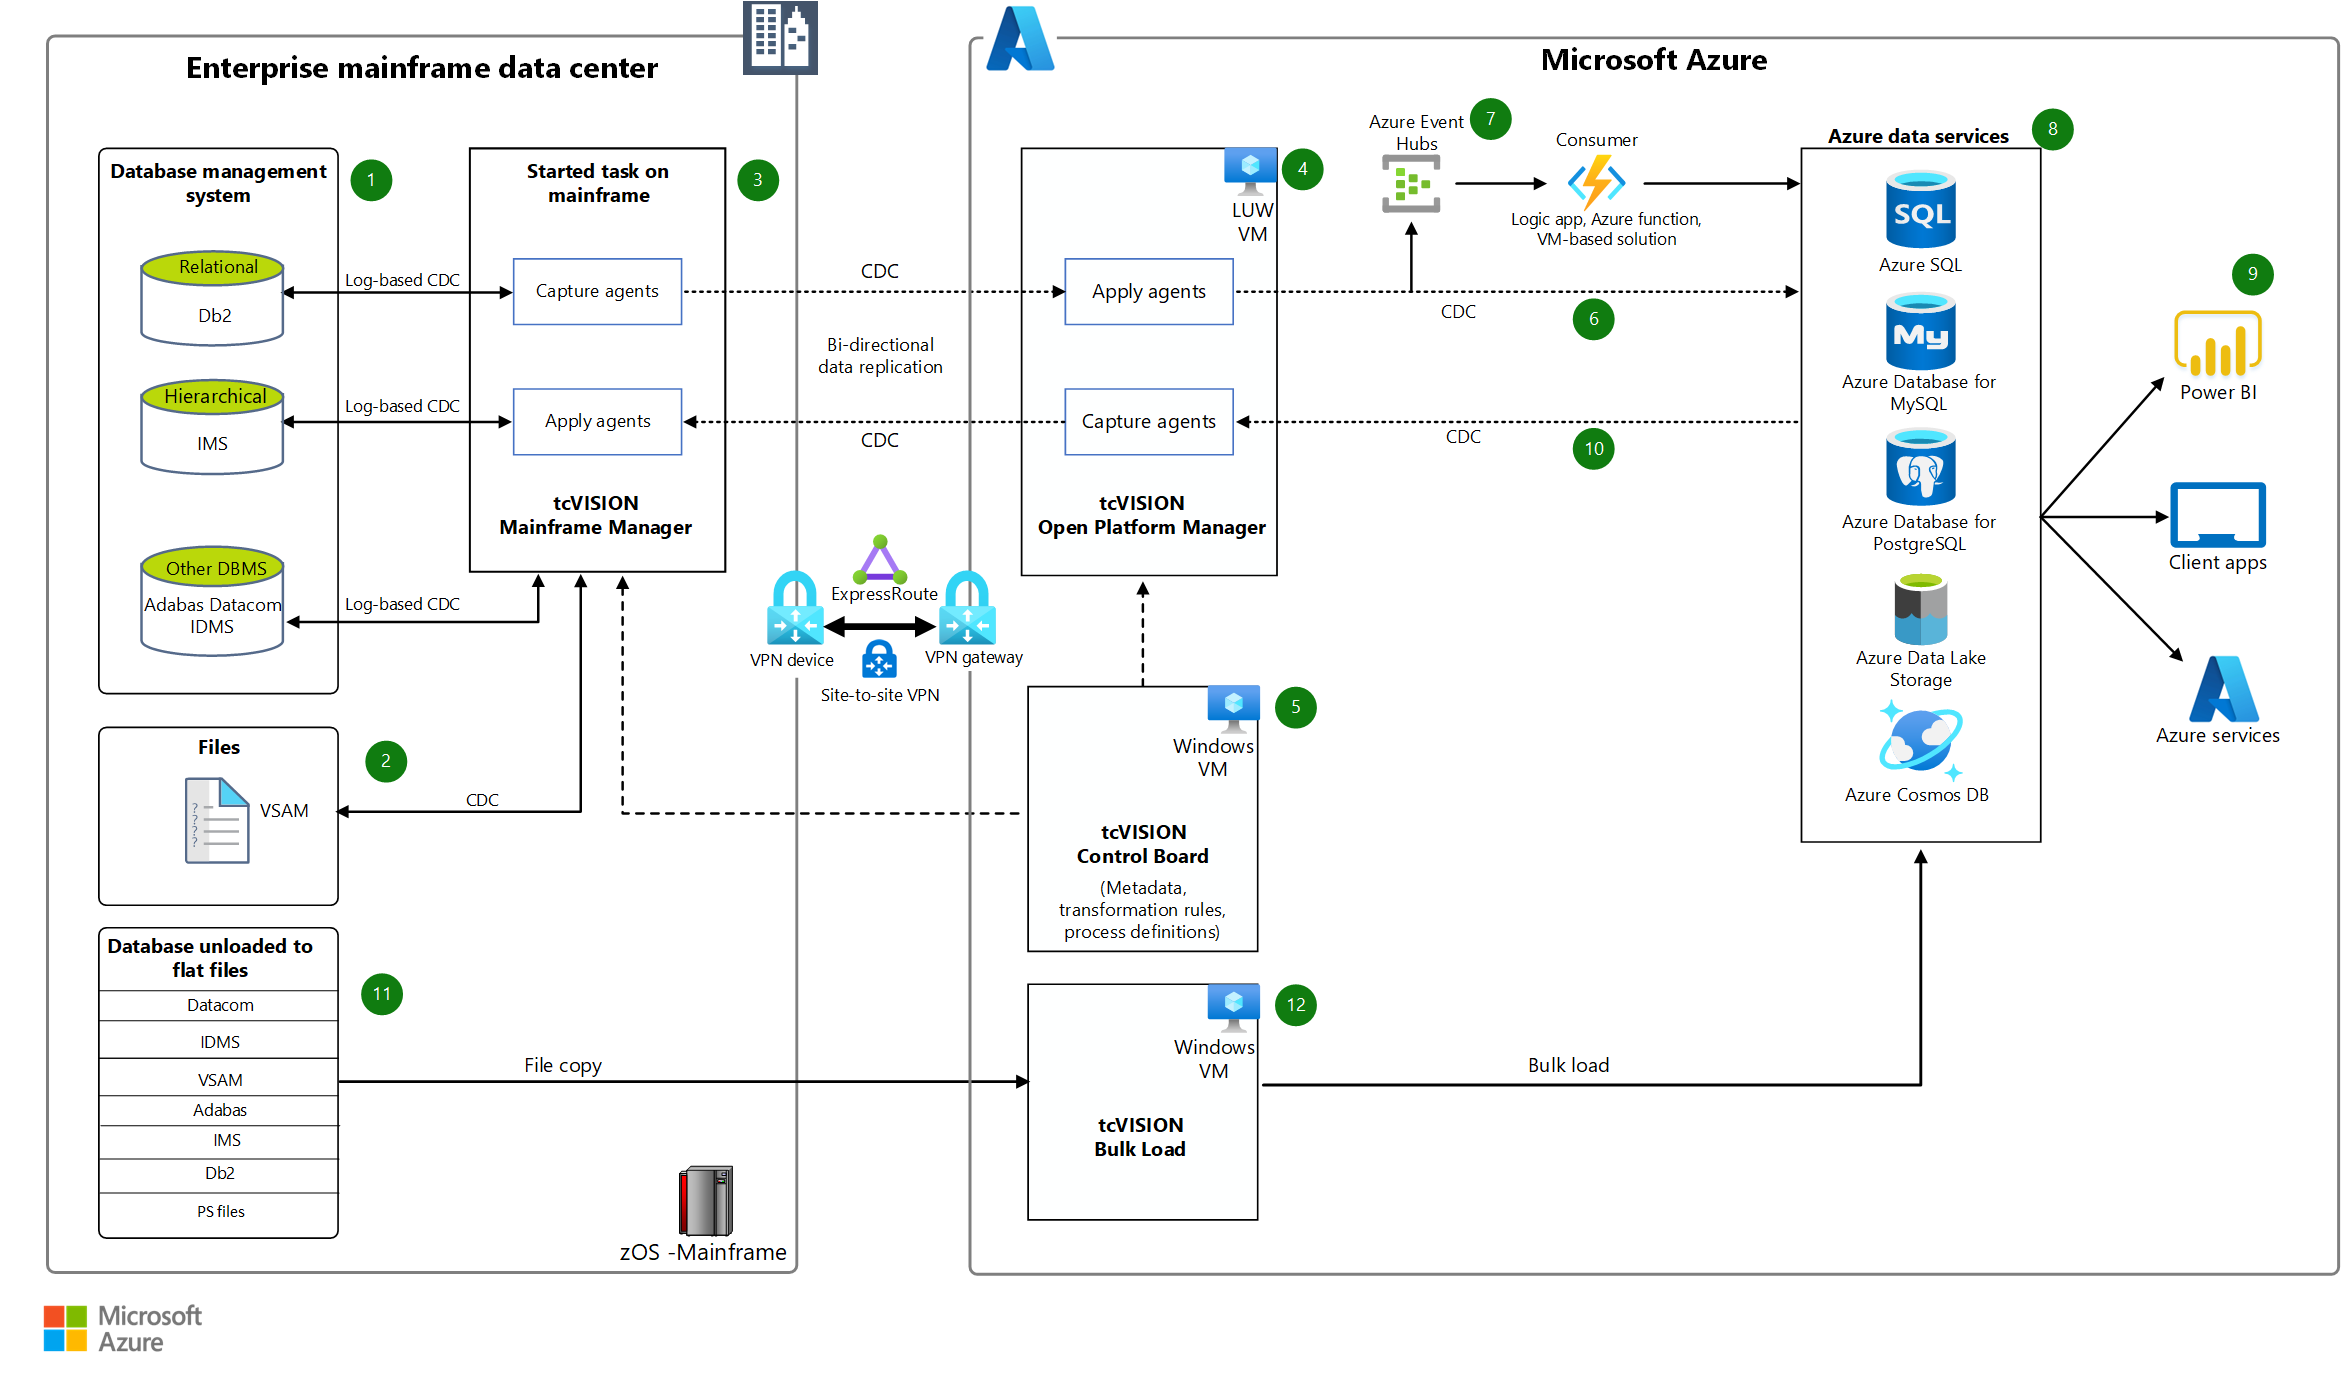 Enterprise mainframe data center
Microsoft Azure
Database management
system
1
Relational
Db2
Hierarchical
IMS
Other DBMS
Adabas Datacom
IDMS
Log-based CDC
Log-based CDC
Log-based CDC
Started task on
mainframe
3
Capture agents
Apply agents
tcVISION
Mainframe Manager
CDC
Bi-directional
data replication
CDC
ExpressRoute
VPN device
VPN gateway
Site-to-site VPN
4
LUW
VM
Apply agents
Capture agents
tcVISION
Open Platform Manager
Azure Event
Hubs
7
Consumer
Logic app, Azure function,
VM-based solution
CDC
6
CDC
10
Azure data services
8
SQL
Azure SQL
My
Azure Database for
MySQL
Azure Database for
PostgreSQL
Azure Data Lake
Storage
Azure Cosmos DB
9
Power BI
Client apps
Azure services
Files
2
?
?
?
?
VSAM
CDC
5
Windows
VM
tcVISION
Control Board
(Metadata,
transformation rules,
process definitions)
Database unloaded to
flat files
11
Datacom
IDMS
VSAM
Adabas
IMS
Db2
PS files
File copy
12
Windows
VM
tcVISION
Bulk Load
Bulk load
zOS -Mainframe
Microsoft
Azure